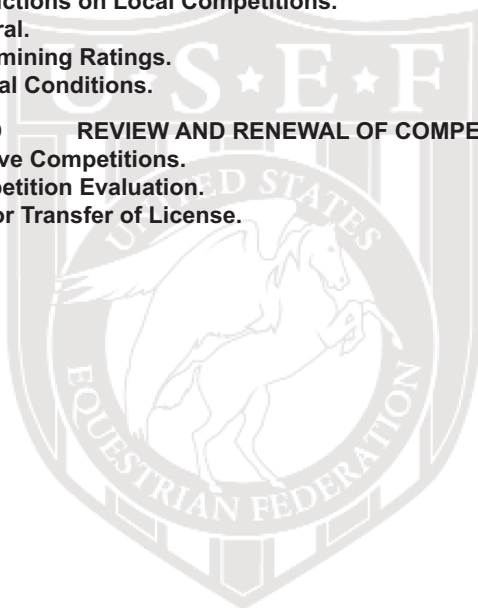 ctions on Local Competitions.
ral.
mining Ratings.
al Conditions.
U★S★E★F
REVIEW AND RENEWAL OF COMPE
ve Competitions.
petition Evaluation.
or Transfer of License.
UNITED STATES
EQUESTRIAN FEDERATION